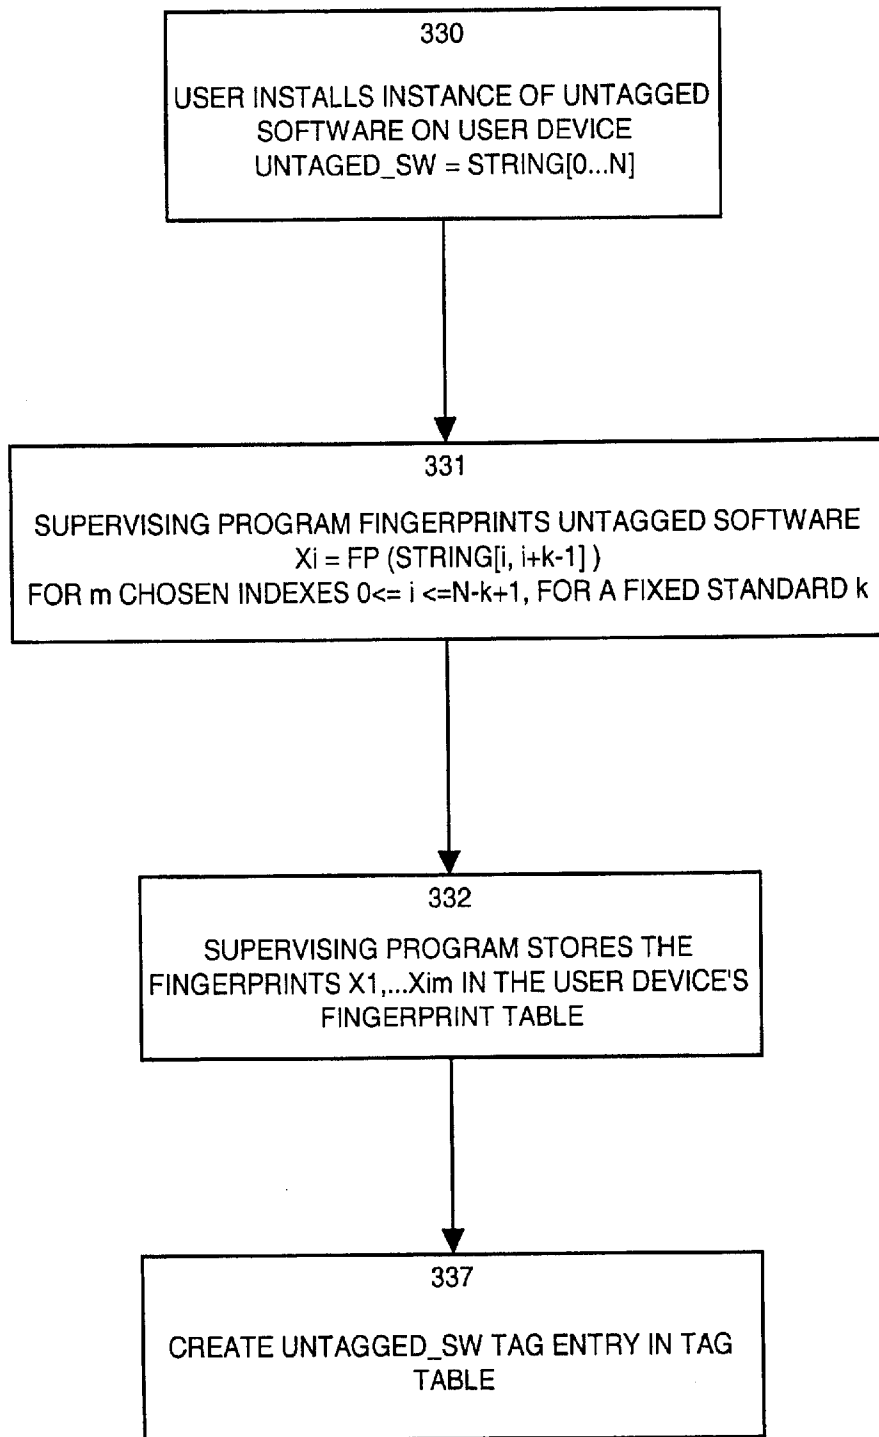 330
USER INSTALLS INSTANCE OF UNTAGGED
SOFTWARE ON USER DEVICE
UNTAGED_SW = STRING[0...N]
331
SUPERVISING PROGRAM FINGERPRINTS UNTAGGED SOFTWARE
Xi = FP (STRING[i, i+k-1] )
FOR m CHOSEN INDEXES 0<= i <=N-k+1, FOR A FIXED STANDARD k
332
SUPERVISING PROGRAM STORES THE
FINGERPRINTS X1,...Xim IN THE USER DEVICE'S
FINGERPRINT TABLE
337
CREATE UNTAGGED_SW TAG ENTRY IN TAG
TABLE